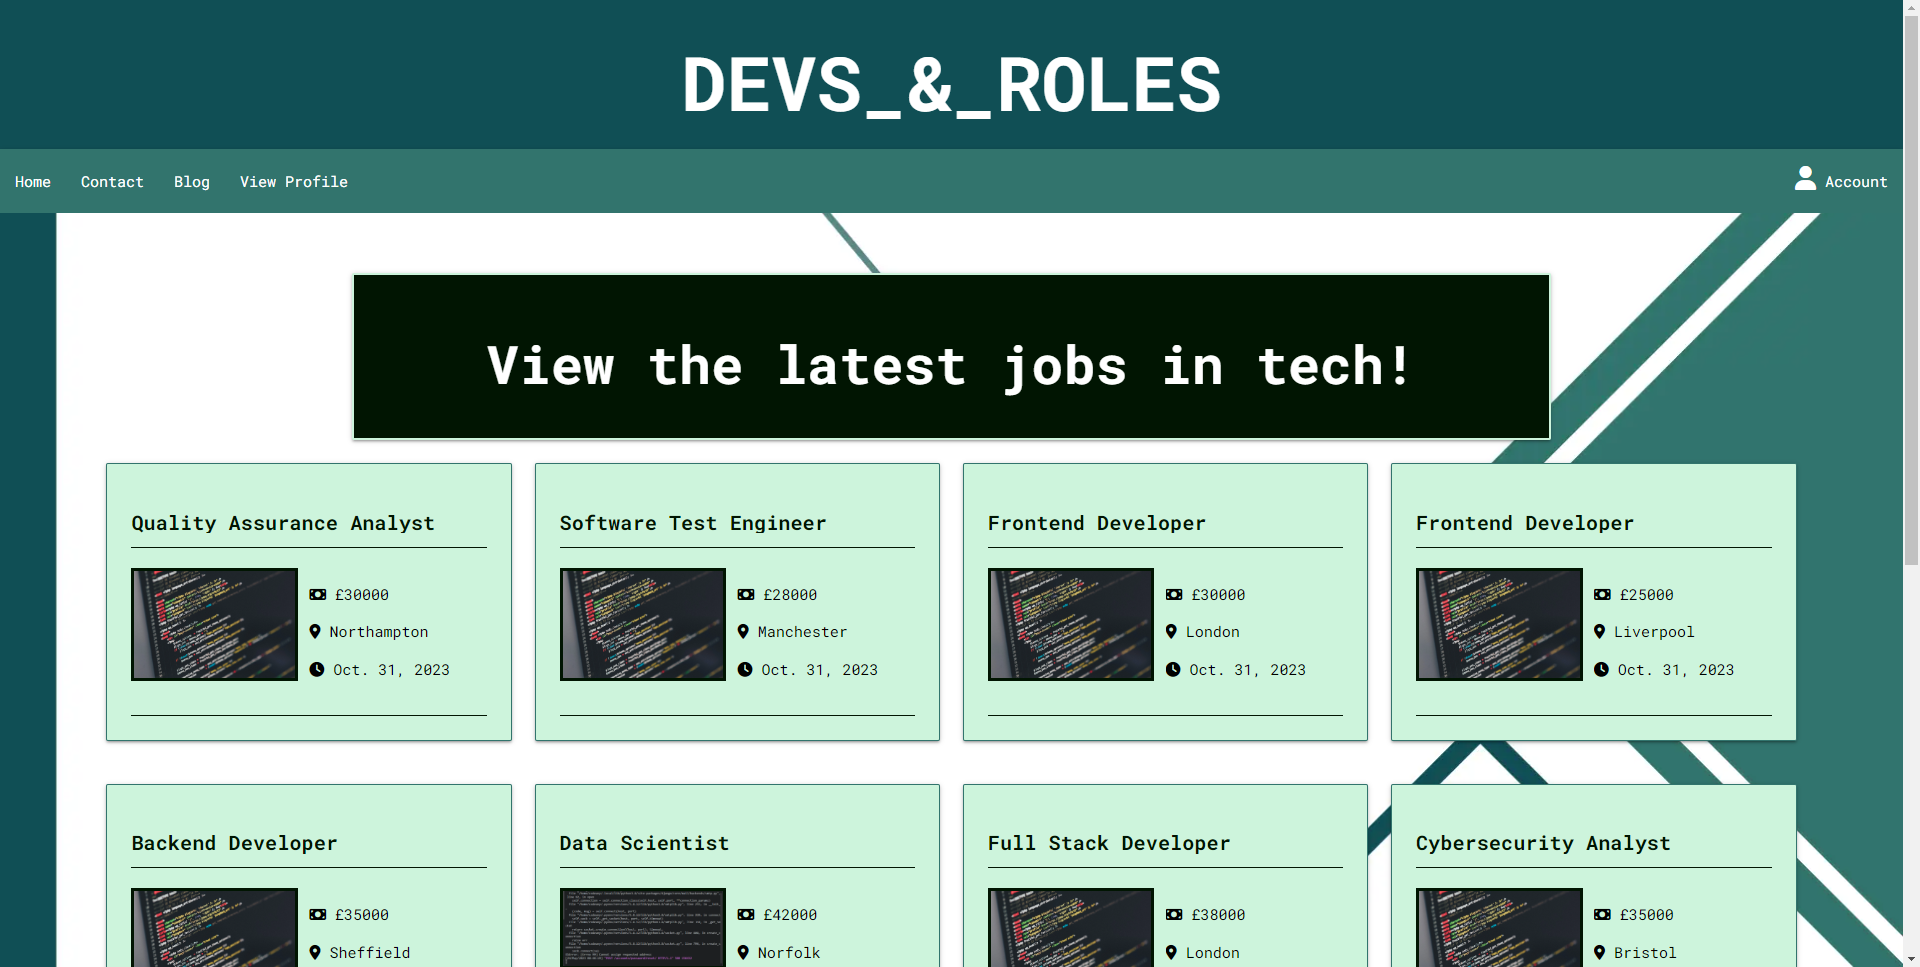 DEVS_&_ROLES
Home Contact Blog View Profile Account
View the latest jobs in tech!
Quality Assurance Analyst
£30000
Northampton
Oct. 31, 2023
Software Test Engineer
£28000
Manchester
Oct. 31, 2023
Frontend Developer
£30000
London
Oct. 31, 2023
Frontend Developer
£25000
Liverpool
Oct. 31, 2023
Backend Developer
£35000
Sheffield
Data Scientist
£42000
Norfolk
Full Stack Developer
£38000
London
Cybersecurity Analyst
£35000
Bristol